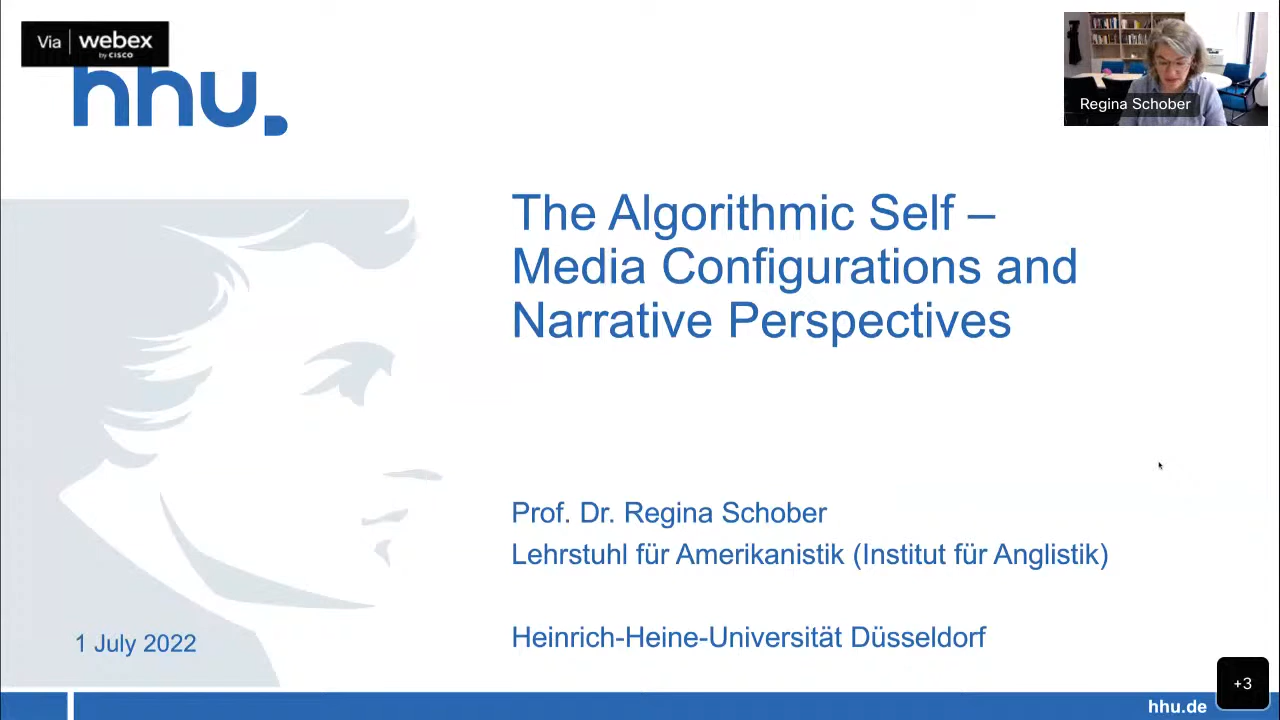 Via webex
by CISCO
hhu.
Regina Schober
The Algorithmic Self –
Media Configurations and
Narrative Perspectives
Prof. Dr. Regina Schober
Lehrstuhl für Amerikanistik (Institut für Anglistik)
1 July 2022
Heinrich-Heine-Universität Düsseldorf
+3
hhu.de